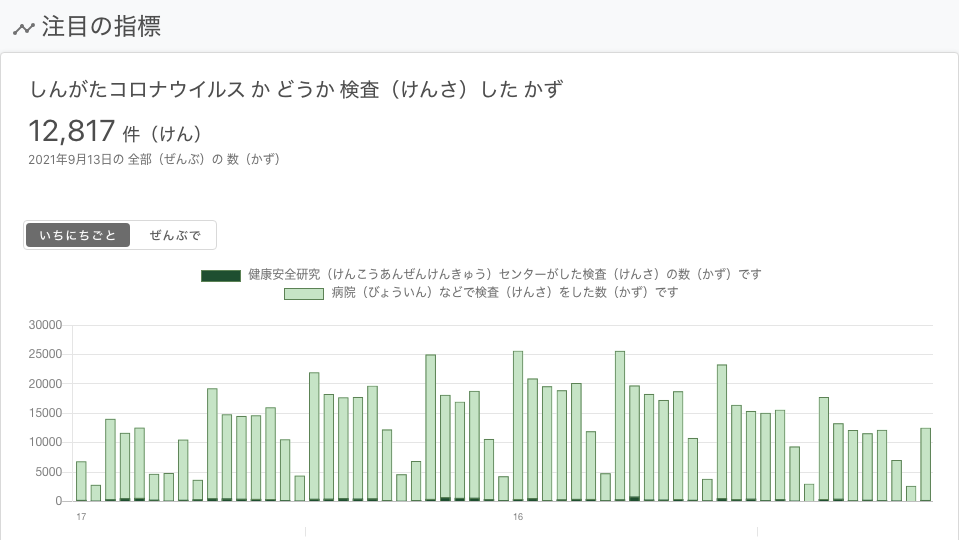 注目の指標
しんがたコロナウイルス か どうか 検査（けんさ）した かず
12,817 件（けん）
2021年9月13日の 全部（ぜんぶ）の 数（かず）
いちにちごと ぜんぶで
健康安全研究（けんこうあんぜんけんきゅう）センターがした検査（けんさ）の数（かず）です
病院（びょういん）などで検査（けんさ）をした数（かず）です
30000
25000
20000
15000
10000
5000
0
17 16